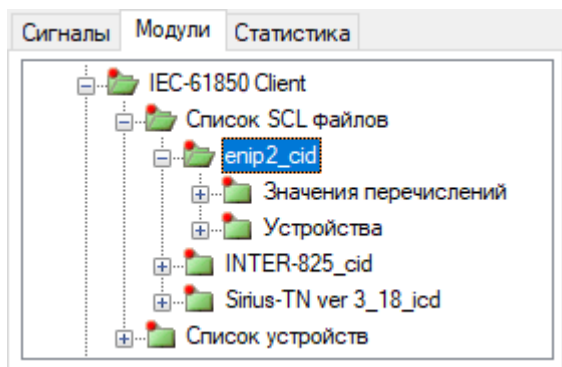 Сигналы Модули Статистика
IEC-61850 Client
Список SCL файлов
enip2_cid
Значения перечислений
Устройства
INTER-825_cid
Sirius-TN ver 3_18_icd
Список устройств